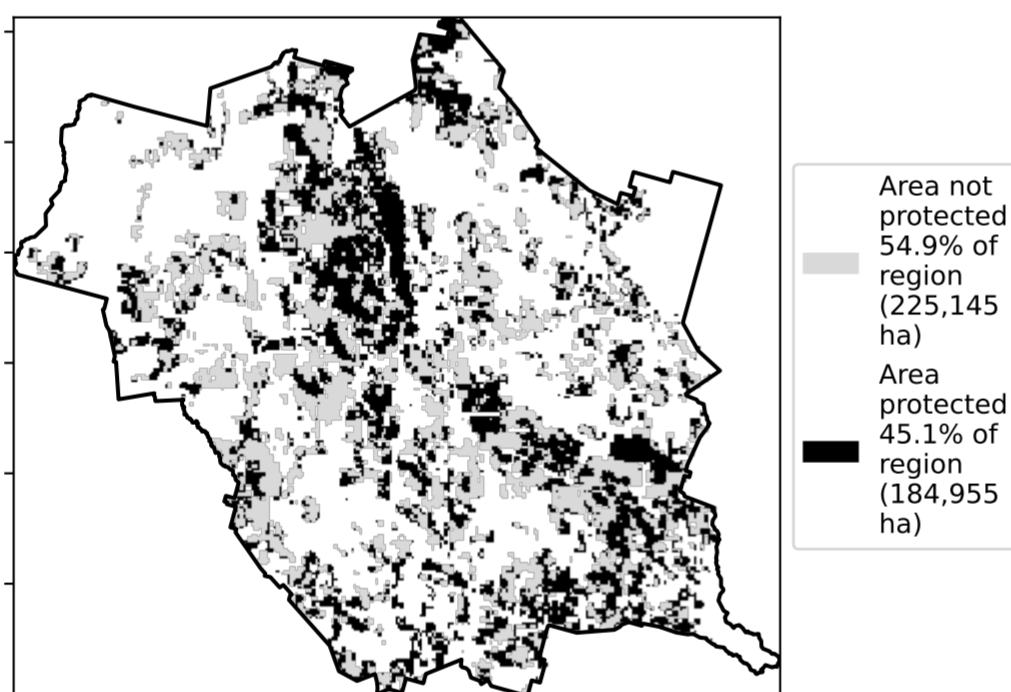 Area not
protected
54.9% of
region
(225,145
ha)
Area
protected
45.1% of
region
(184,955
ha)